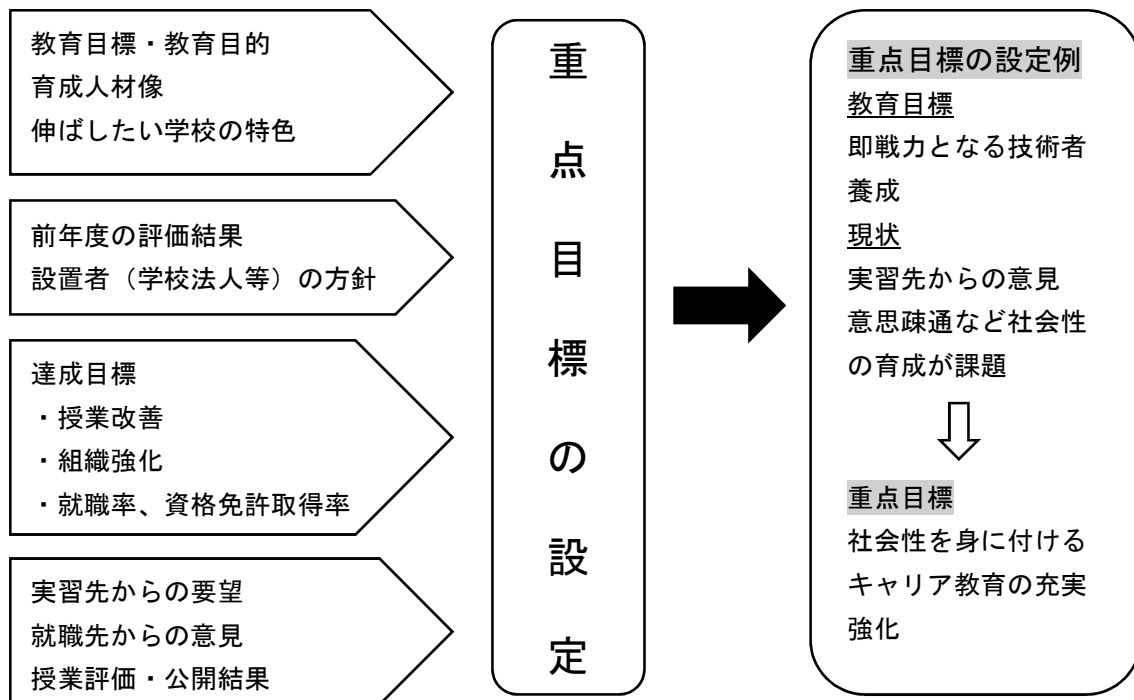 教育目標・教育目的
育成人材像
伸ばしたい学校の特色
前年度の評価結果
設置者（学校法人等）の方針
達成目標
・授業改善
・組織強化
・就職率、資格免許取得率
実習先からの要望
就職先からの意見
授業評価・公開結果
重点目標の設定
重点目標の設定例
教育目標
即戦力となる技術者
養成
現状
実習先からの意見
意思疎通など社会性
の育成が課題
重点目標
社会性を身に付ける
キャリア教育の充実
強化